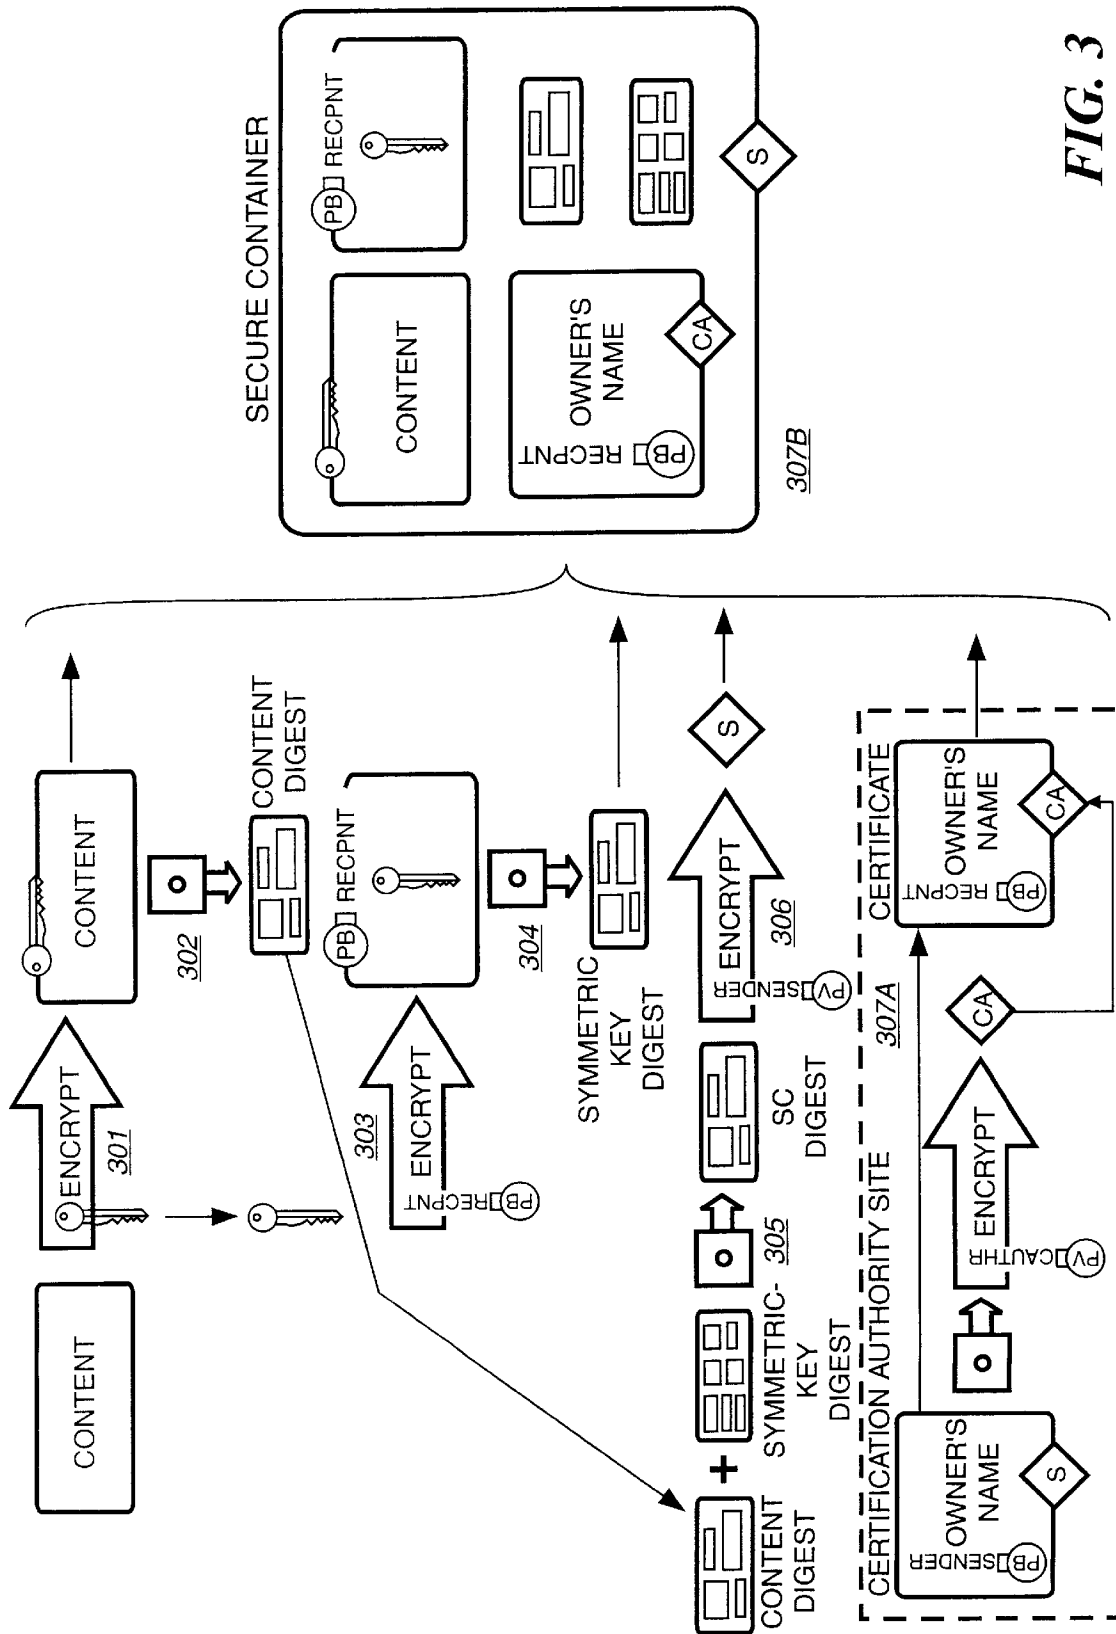 CONTENT
ENCRYPT
301
CONTENT
302
CONTENT
DIGEST
303
ENCRYPT
PB RECPNT
PB RECPNT
304
SYMMETRIC
KEY
DIGEST
CONTENT
DIGEST
+
SYMMETRIC-
KEY
DIGEST
305
SC
DIGEST
ENCRYPT
PV SENDER
306
S
CERTIFICATION AUTHORITY SITE
307A
CERTIFICATE
OWNER'S
NAME
PB SENDER
S
ENCRYPT
PV CAUTHR
CA
OWNER'S
NAME
PB RECPNT
CA
SECURE CONTAINER
CONTENT
PB RECPNT
OWNER'S
NAME
PB RECPNT
CA
S
307B
FIG. 3